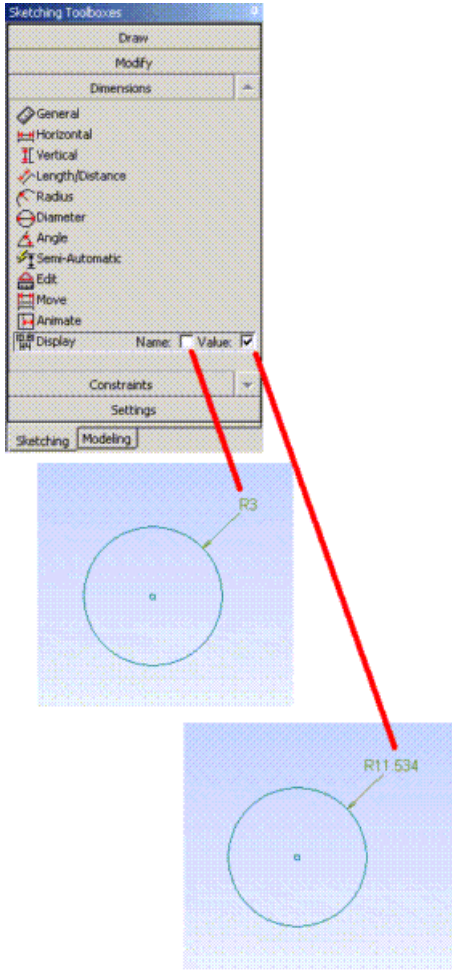 Sketching Toolboxes
Draw
Modify
Dimensions
General
Horizontal
Vertical
Length/Distance
Radius
Diameter
Angle
Semi-Automatic
Edit
Move
Animate
Display Name: Value:
Constraints
Settings
Sketching Modeling
R3
R11.534